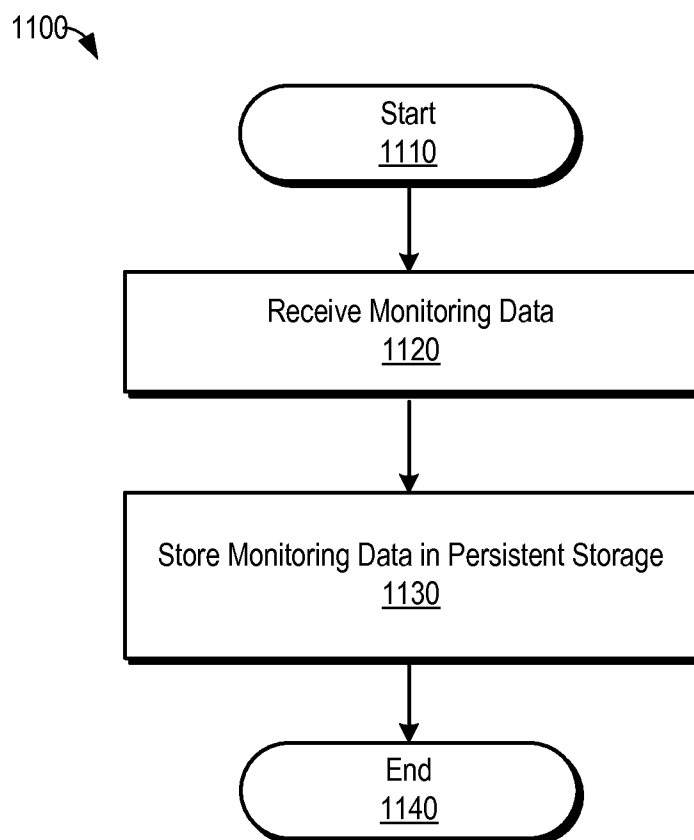 1100
Start
1110
Receive Monitoring Data
1120
Store Monitoring Data in Persistent Storage
1130
End
1140